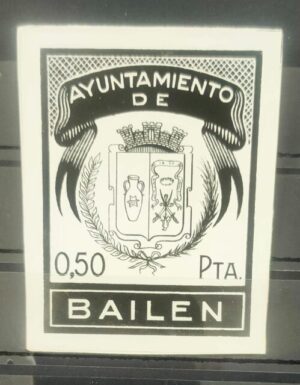 AYUNTAMIENTO
DE
0,50 PTA.
BAILEN